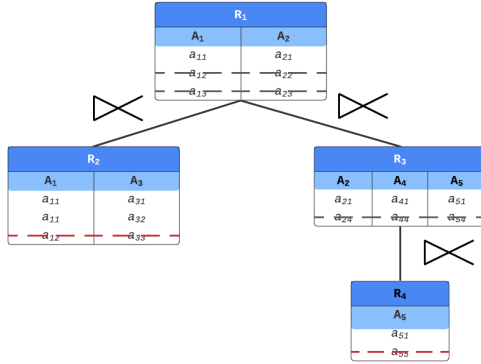 R₁
A₁ A₂
a₁₁ a₂₁
a₁₂ a₂₂
a₁₃ a₂₃
R₂
A₁ A₃
a₁₁ a₃₁
a₁₁ a₃₂
a₁₂ a₃₃
R₃
A₂ A₄ A₅
a₂₁ a₄₁ a₅₁
a₂₄ a₄₄ a₅₄
R₄
A₅
a₅₁
a₅₅